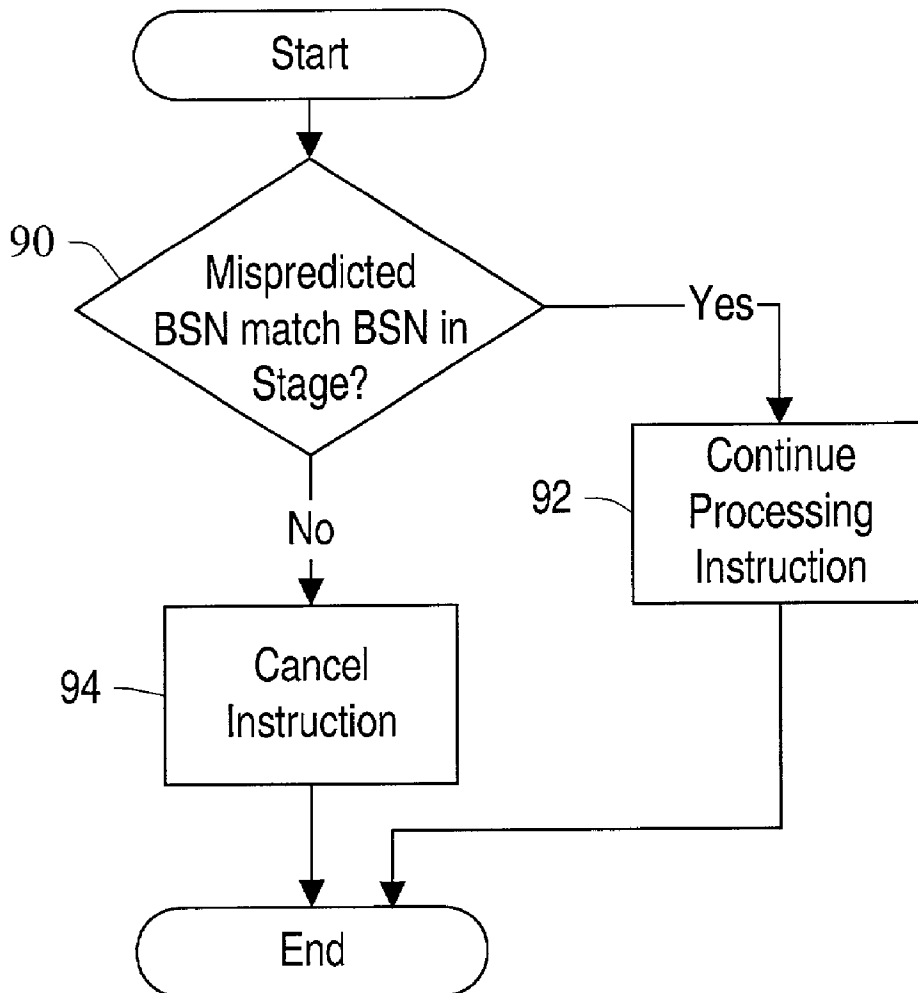 Start
90
Mispredicted
BSN match BSN in
Stage?
Yes
No
92
Continue
Processing
Instruction
94
Cancel
Instruction
End